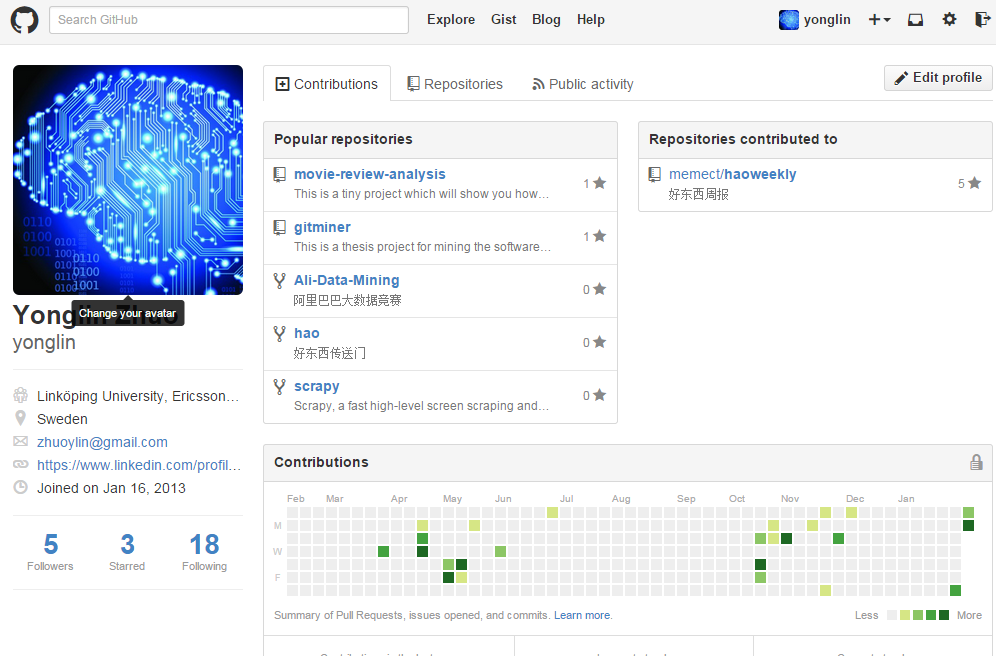 Search GitHub
Explore Gist Blog Help
yonglin
Contributions Repositories Public activity
Edit profile
Change your avatar
yonglin
Linköping University, Ericsson…
Sweden
zhuoylin@gmail.com
https://www.linkedin.com/profil…
Joined on Jan 16, 2013
5 3 18
Followers Starred Following
Popular repositories
movie-review-analysis
This is a tiny project which will show you how…
1
gitminer
This is a thesis project for mining the software…
1
Ali-Data-Mining
阿里巴巴大数据竞赛
0
hao
好东西传送门
0
scrapy
Scrapy, a fast high-level screen scraping and…
0
Repositories contributed to
memect/haoweekly
好东西周报
5
Contributions
Feb Mar Apr May Jun Jul Aug Sep Oct Nov Dec Jan
M
W
F
Summary of Pull Requests, issues opened, and commits. Learn more.
Less More